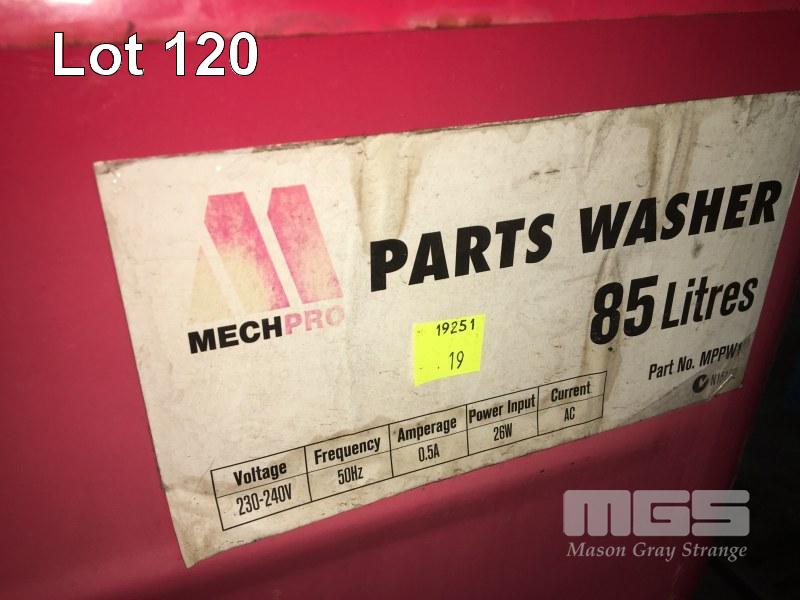 Lot 120
MECHPRO
PARTS WASHER
85 Litres
Part No. MPPW1
19251
19
Voltage Frequency Amperage Power Input Current
230-240V 50Hz 0.5A 26W AC
MGS
Mason Gray Strange